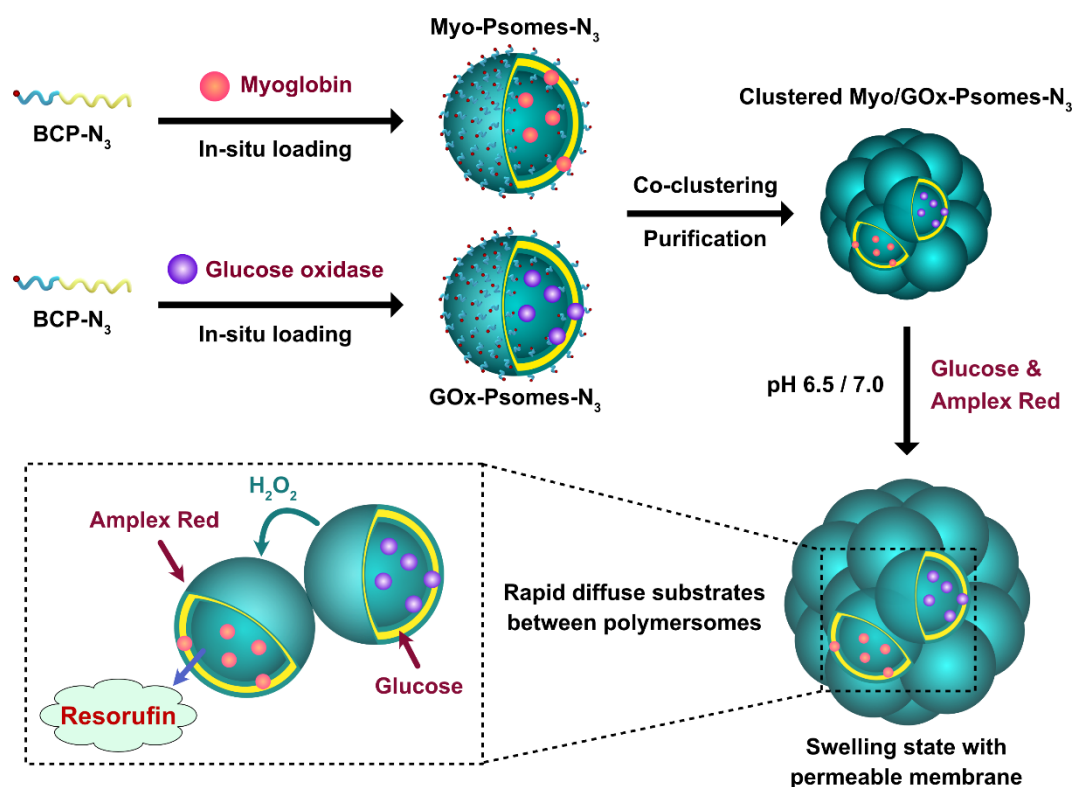 Myo-Psomes-N₃
BCP-N₃
Myoglobin
In-situ loading
BCP-N₃
Glucose oxidase
In-situ loading
GOx-Psomes-N₃
Co-clustering
Purification
Clustered Myo/GOx-Psomes-N₃
pH 6.5 / 7.0
Glucose &
Amplex Red
H₂O₂
Amplex Red
Glucose
Resorufin
Rapid diffuse substrates
between polymersomes
Swelling state with
permeable membrane